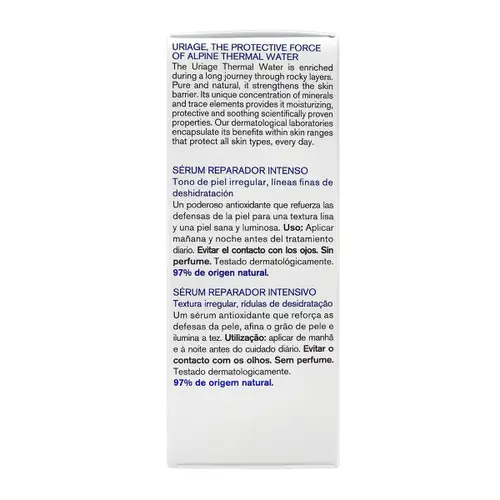 URIAGE, THE PROTECTIVE FORCE
OF ALPINE THERMAL WATER
The Uriage Thermal Water is enriched
during a long journey through rocky layers.
Pure and natural, it strengthens the skin
barrier. Its unique concentration of minerals
and trace elements provides it moisturizing,
protective and soothing scientifically proven
properties. Our dermatological laboratories
encapsulate its benefits within skin ranges
that protect all skin types, every day.
SÉRUM REPARADOR INTENSO
Tono de piel irregular, líneas finas de
deshidratación
Un poderoso antioxidante que refuerza las
defensas de la piel para una textura lisa
y una piel sana y luminosa. Uso: Aplicar
mañana y noche antes del tratamiento
diario. Evitar el contacto con los ojos. Sin
perfume. Testado dermatológicamente.
97% de origen natural.
SÉRUM REPARADOR INTENSIVO
Textura irregular, rídulas de desidratação
Um sérum antioxidante que reforça as
defesas da pele, afina o grão de pele e
ilumina a tez. Utilização: aplicar de manhã
e à noite antes do cuidado diário. Evitar o
contacto com os olhos. Sem perfume.
Testado dermatologicamente.
97% de origem natural.